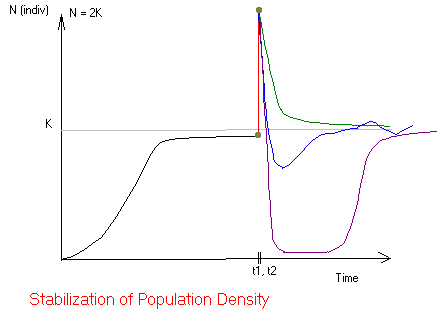 N (indiv)
N = 2K
K
t1, t2
Time
Stabilization of Population Density